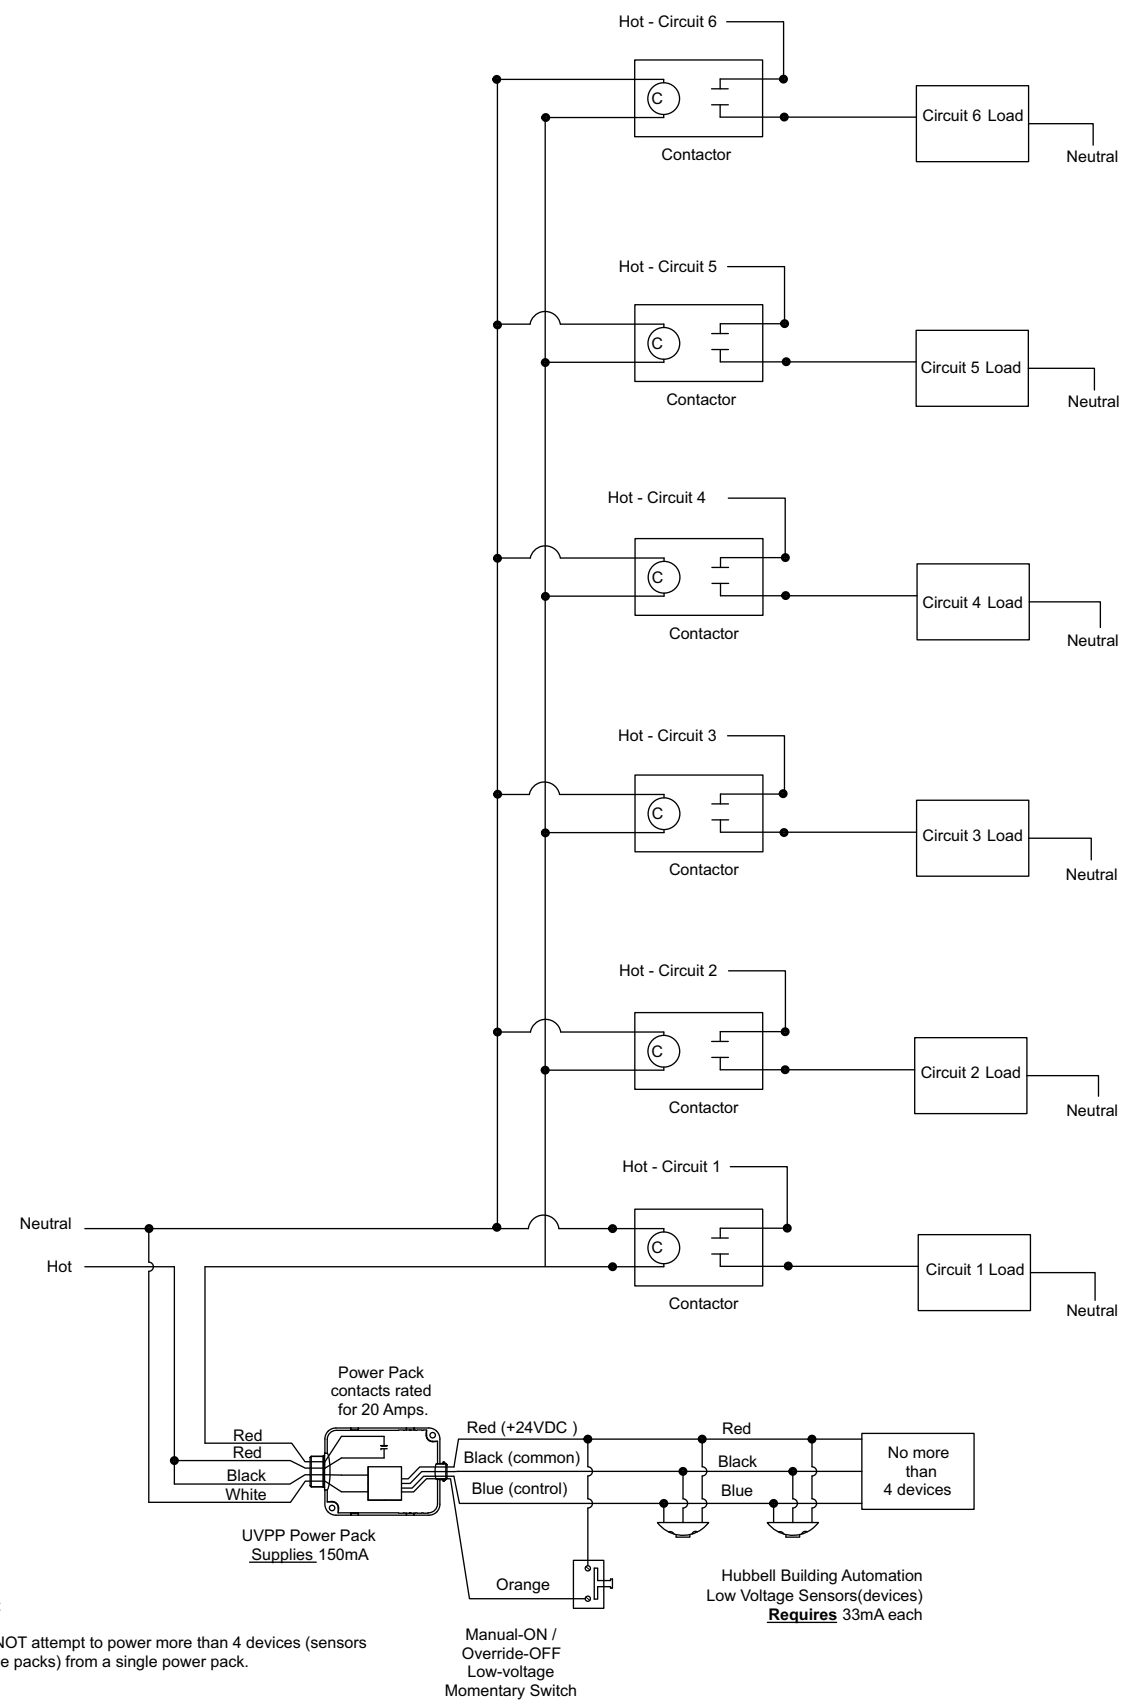 Hot - Circuit 6
C
Circuit 6 Load
Contactor
Neutral
Hot - Circuit 5
C
Circuit 5 Load
Contactor
Neutral
Hot - Circuit 4
C
Circuit 4 Load
Contactor
Neutral
Hot - Circuit 3
C
Circuit 3 Load
Contactor
Neutral
Hot - Circuit 2
C
Circuit 2 Load
Contactor
Neutral
Hot - Circuit 1
Neutral
C
Hot
Circuit 1 Load
Contactor
Neutral
Power Pack
contacts rated
for 20 Amps.
Red
Red
Black
White
Red (+24VDC )
Black (common)
Blue (control)
Red
Black
Blue
No more
than
4 devices
UVPP Power Pack
Supplies 150mA
Orange
Hubbell Building Automation
Low Voltage Sensors(devices)
Requires 33mA each
Manual-ON /
Override-OFF
Low-voltage
Momentary Switch
:
NOT attempt to power more than 4 devices (sensors
e packs) from a single power pack.